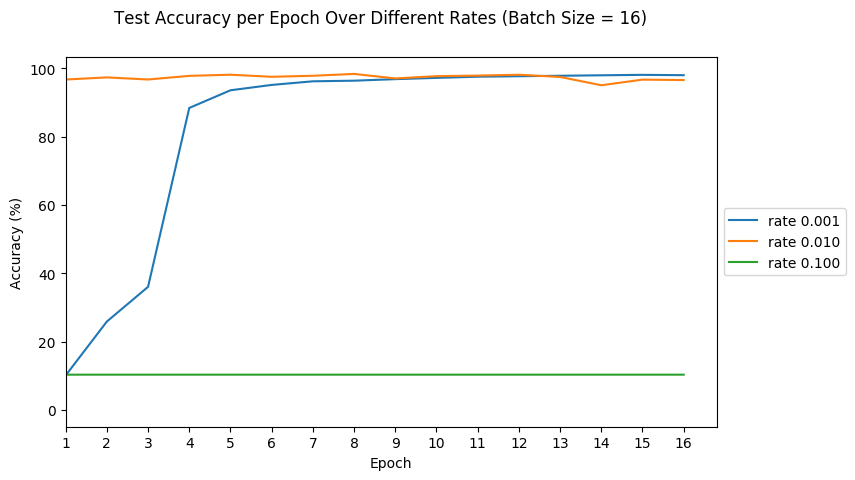 Test Accuracy per Epoch Over Different Rates (Batch Size = 16)
100
80
60
40
20
0
Accuracy (%)
1 2 3 4 5 6 7 8 9 10 11 12 13 14 15 16
Epoch
rate 0.001
rate 0.010
rate 0.100